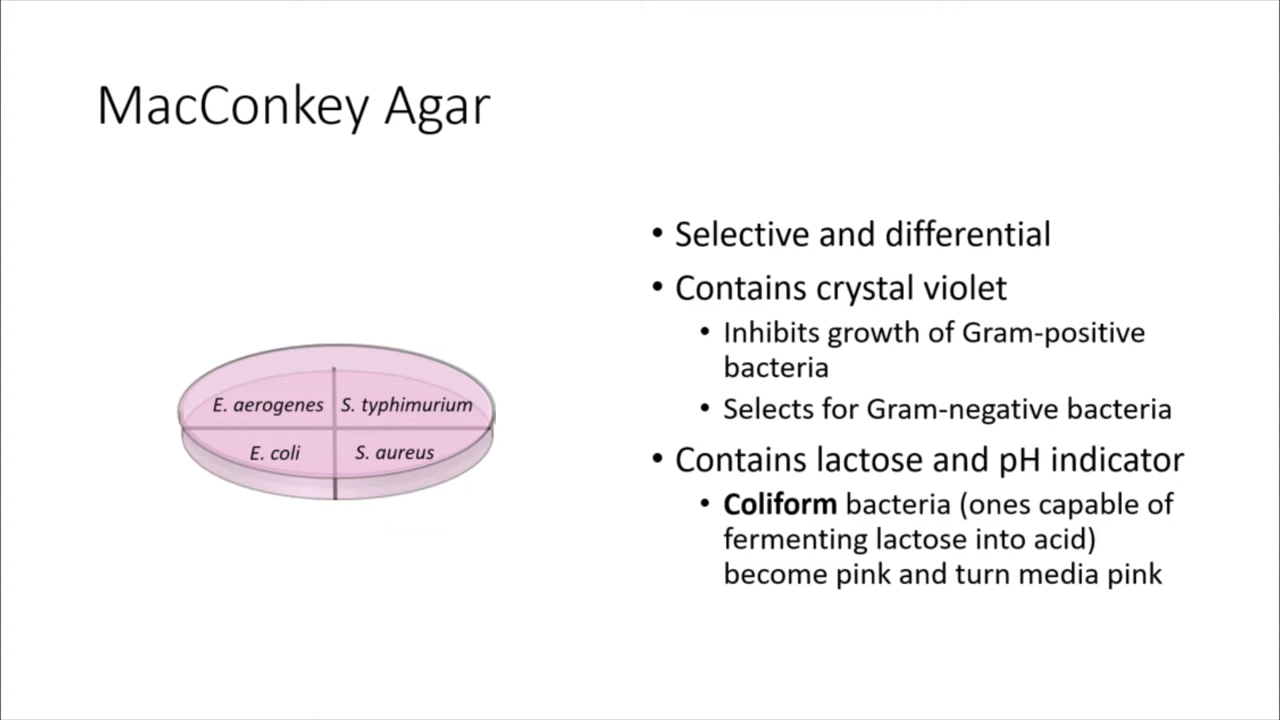 MacConkey Agar
E. aerogenes S. typhimurium
E. coli S. aureus
• Selective and differential
• Contains crystal violet
• Inhibits growth of Gram-positive
bacteria
• Selects for Gram-negative bacteria
• Contains lactose and pH indicator
• Coliform bacteria (ones capable of
fermenting lactose into acid)
become pink and turn media pink